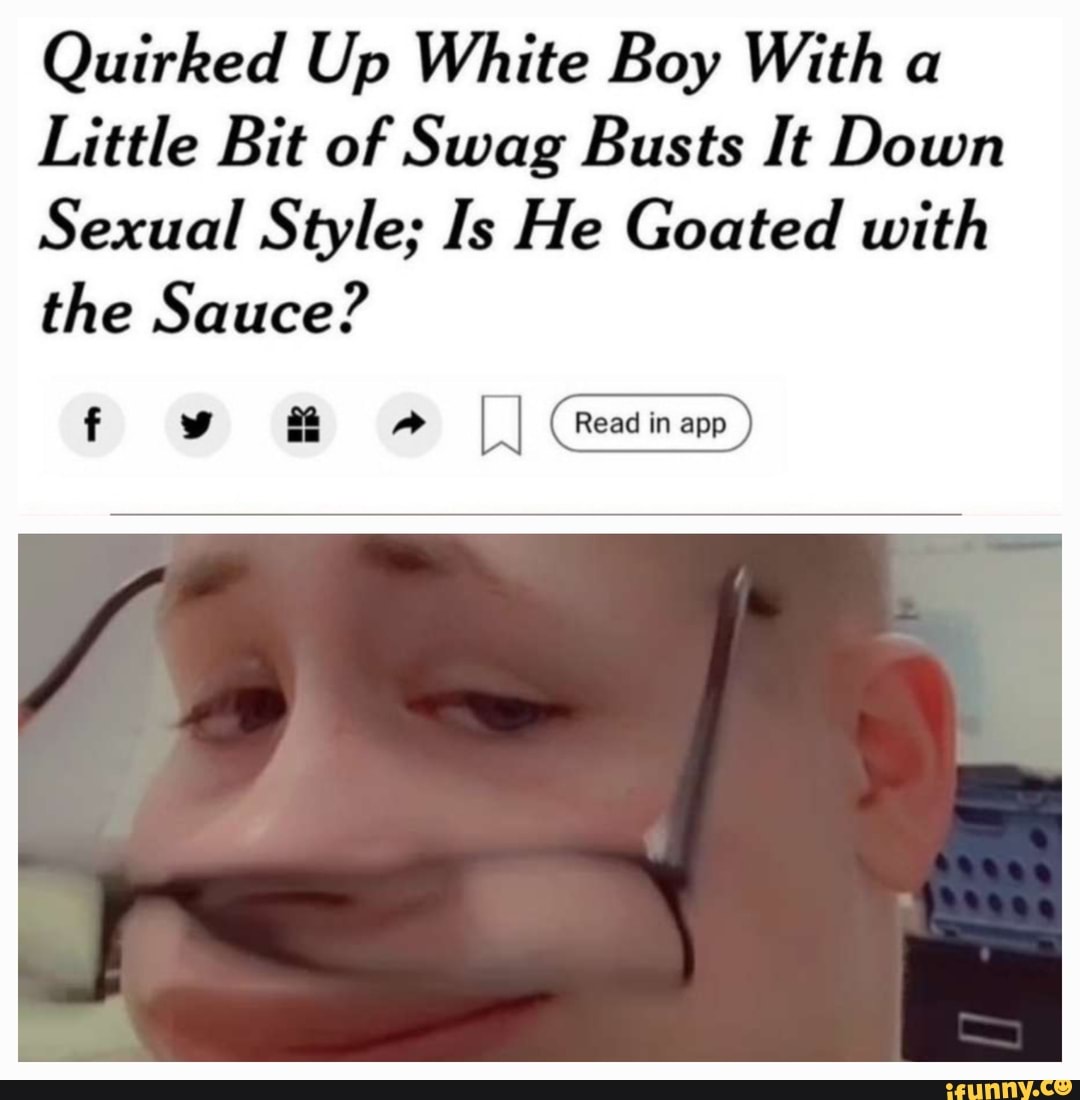 Quirked Up White Boy With a
Little Bit of Swag Busts It Down
Sexual Style; Is He Goated with
the Sauce?
f
Read in app
ifunny.co